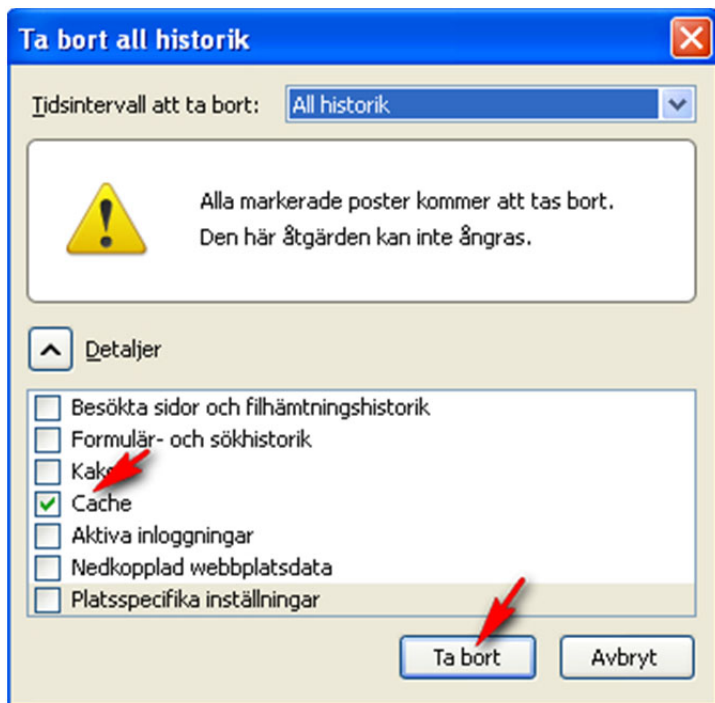 Ta bort all historik
Tidsintervall att ta bort: All historik
Alla markerade poster kommer att tas bort.
Den här åtgärden kan inte ångras.
Detaljer
Besökta sidor och filhämtningshistorik
Formulär- och sökhistorik
Cache
Aktiva inloggningar
Nedkopplad webbplatsdata
Platsspecifika inställningar
Ta bort Avbryt